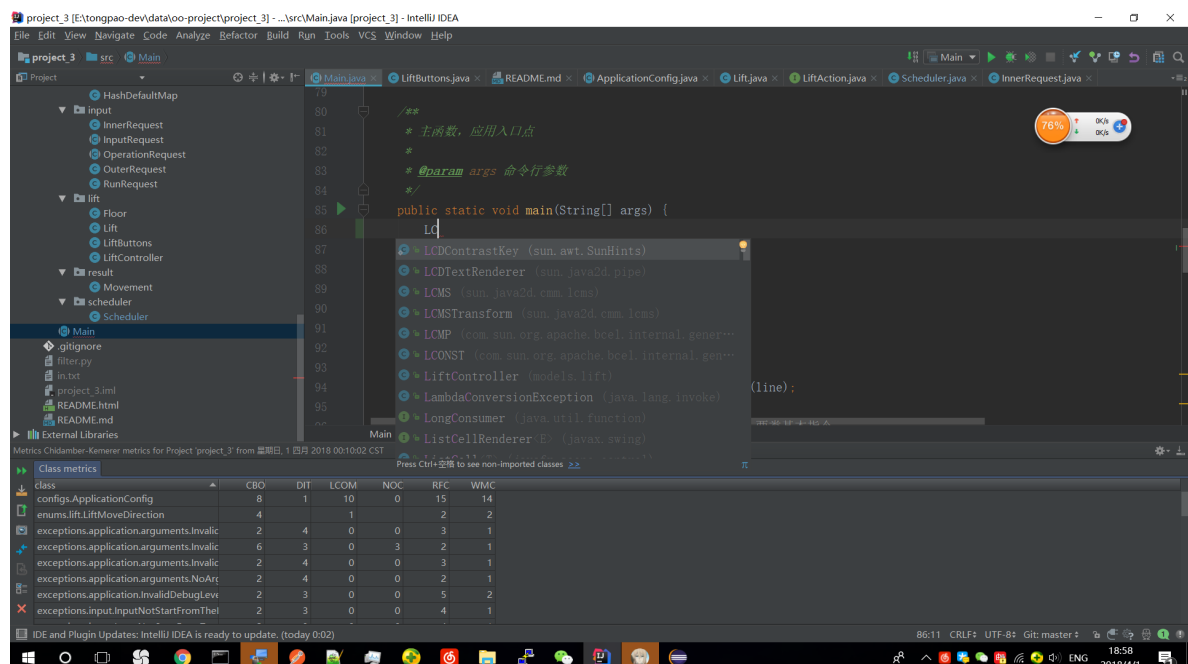 project_3 [E:\tongpao-dev\data\oo-project\project_3] - ...\src\Main.java [project_3] - IntelliJ IDEA
File Edit View Navigate Code Analyze Refactor Build Run Tools VCS Window Help
project_3 src Main
Main
Project
Main.java LiftButtons.java README.md ApplicationConfig.java Lift.java LiftAction.java Scheduler.java InnerRequest.java
HashDefaultMap
input
InnerRequest
InputRequest
OperationRequest
OuterRequest
RunRequest
lift
Floor
Lift
LiftButtons
LiftController
result
Movement
scheduler
Scheduler
Main
.gitignore
filter.py
in.txt
project_3.iml
README.html
README.md
External Libraries
79
80 /**
81 * 主函数，应用入口点
82 *
83 * @param args 命令行参数
84 */
85 public static void main(String[] args) {
86 LC
87
88
89
90
91
92
93
94 (line);
95
76%
0K/s
0K/s
LCDContrastKey (sun.awt.SunHints)
LCDTextRenderer (sun.java2d.pipe)
LCMS (sun.java2d.cmm.lcms)
LCMSTransform (sun.java2d.cmm.lcms)
LCMP (com.sun.org.apache.bcel.internal.gener...
LCONST (com.sun.org.apache.bcel.internal.gen...
LiftController (models.lift)
LambdaConversionException (java.lang.invoke)
LongConsumer (java.util.function)
ListCellRenderer<E> (javax.swing)
Press Ctrl+空格 to see non-imported classes >> π
Main
Metrics Chidamber-Kemerer metrics for Project 'project_3' from 星期日, 1 四月 2018 00:10:02 CST
Class metrics
class CBO DIT LCOM NOC RFC WMC
configs.ApplicationConfig 8 1 10 0 15 14
enums.lift.LiftMoveDirection 4 1 2 2
exceptions.application.arguments.Invalic 2 4 0 0 3 1
exceptions.application.arguments.Invalic 6 3 0 3 2 1
exceptions.application.arguments.Invalic 2 4 0 0 3 1
exceptions.application.arguments.NoArg 2 4 0 0 2 1
exceptions.application.InvalidDebugLeve 2 3 0 0 5 2
exceptions.input.InputNotStartFromTheI 2 3 0 0 4 1
IDE and Plugin Updates: IntelliJ IDEA is ready to update. (today 0:02)
86:11 CRLF UTF-8 Git: master
ENG
18:58
2018/4/1